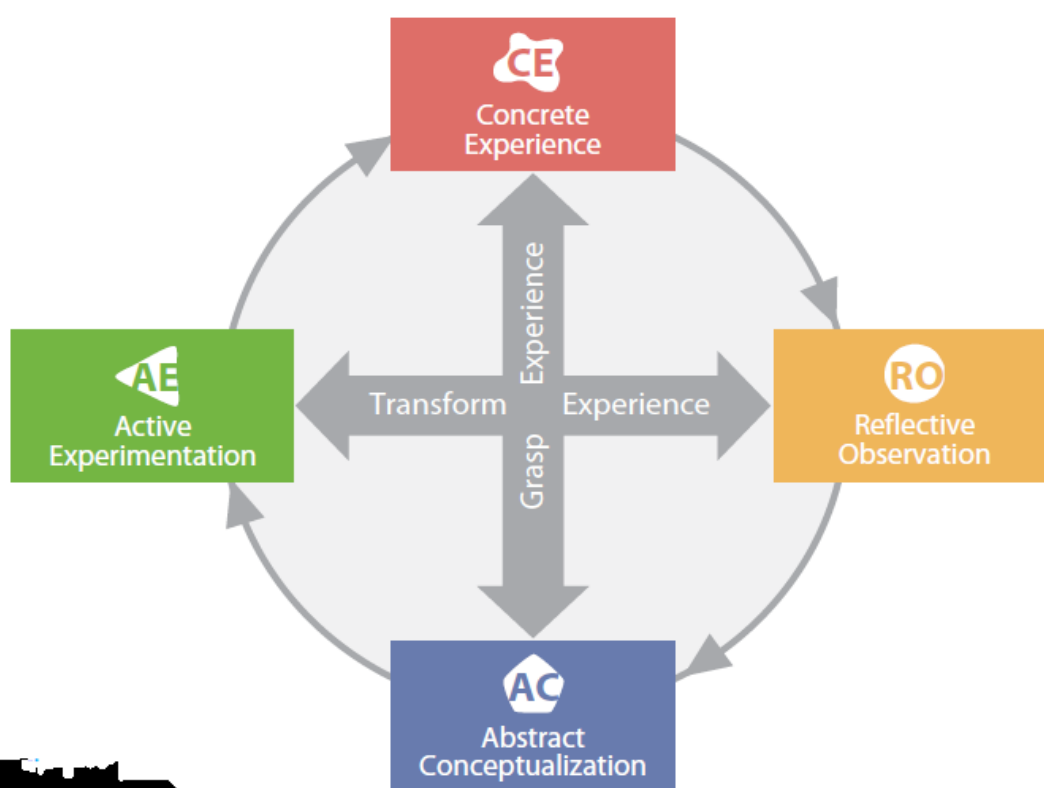 CE
Concrete
Experience
AE
Active
Experimentation
Transform Experience
Grasp Experience
RO
Reflective
Observation
AC
Abstract
Conceptualization